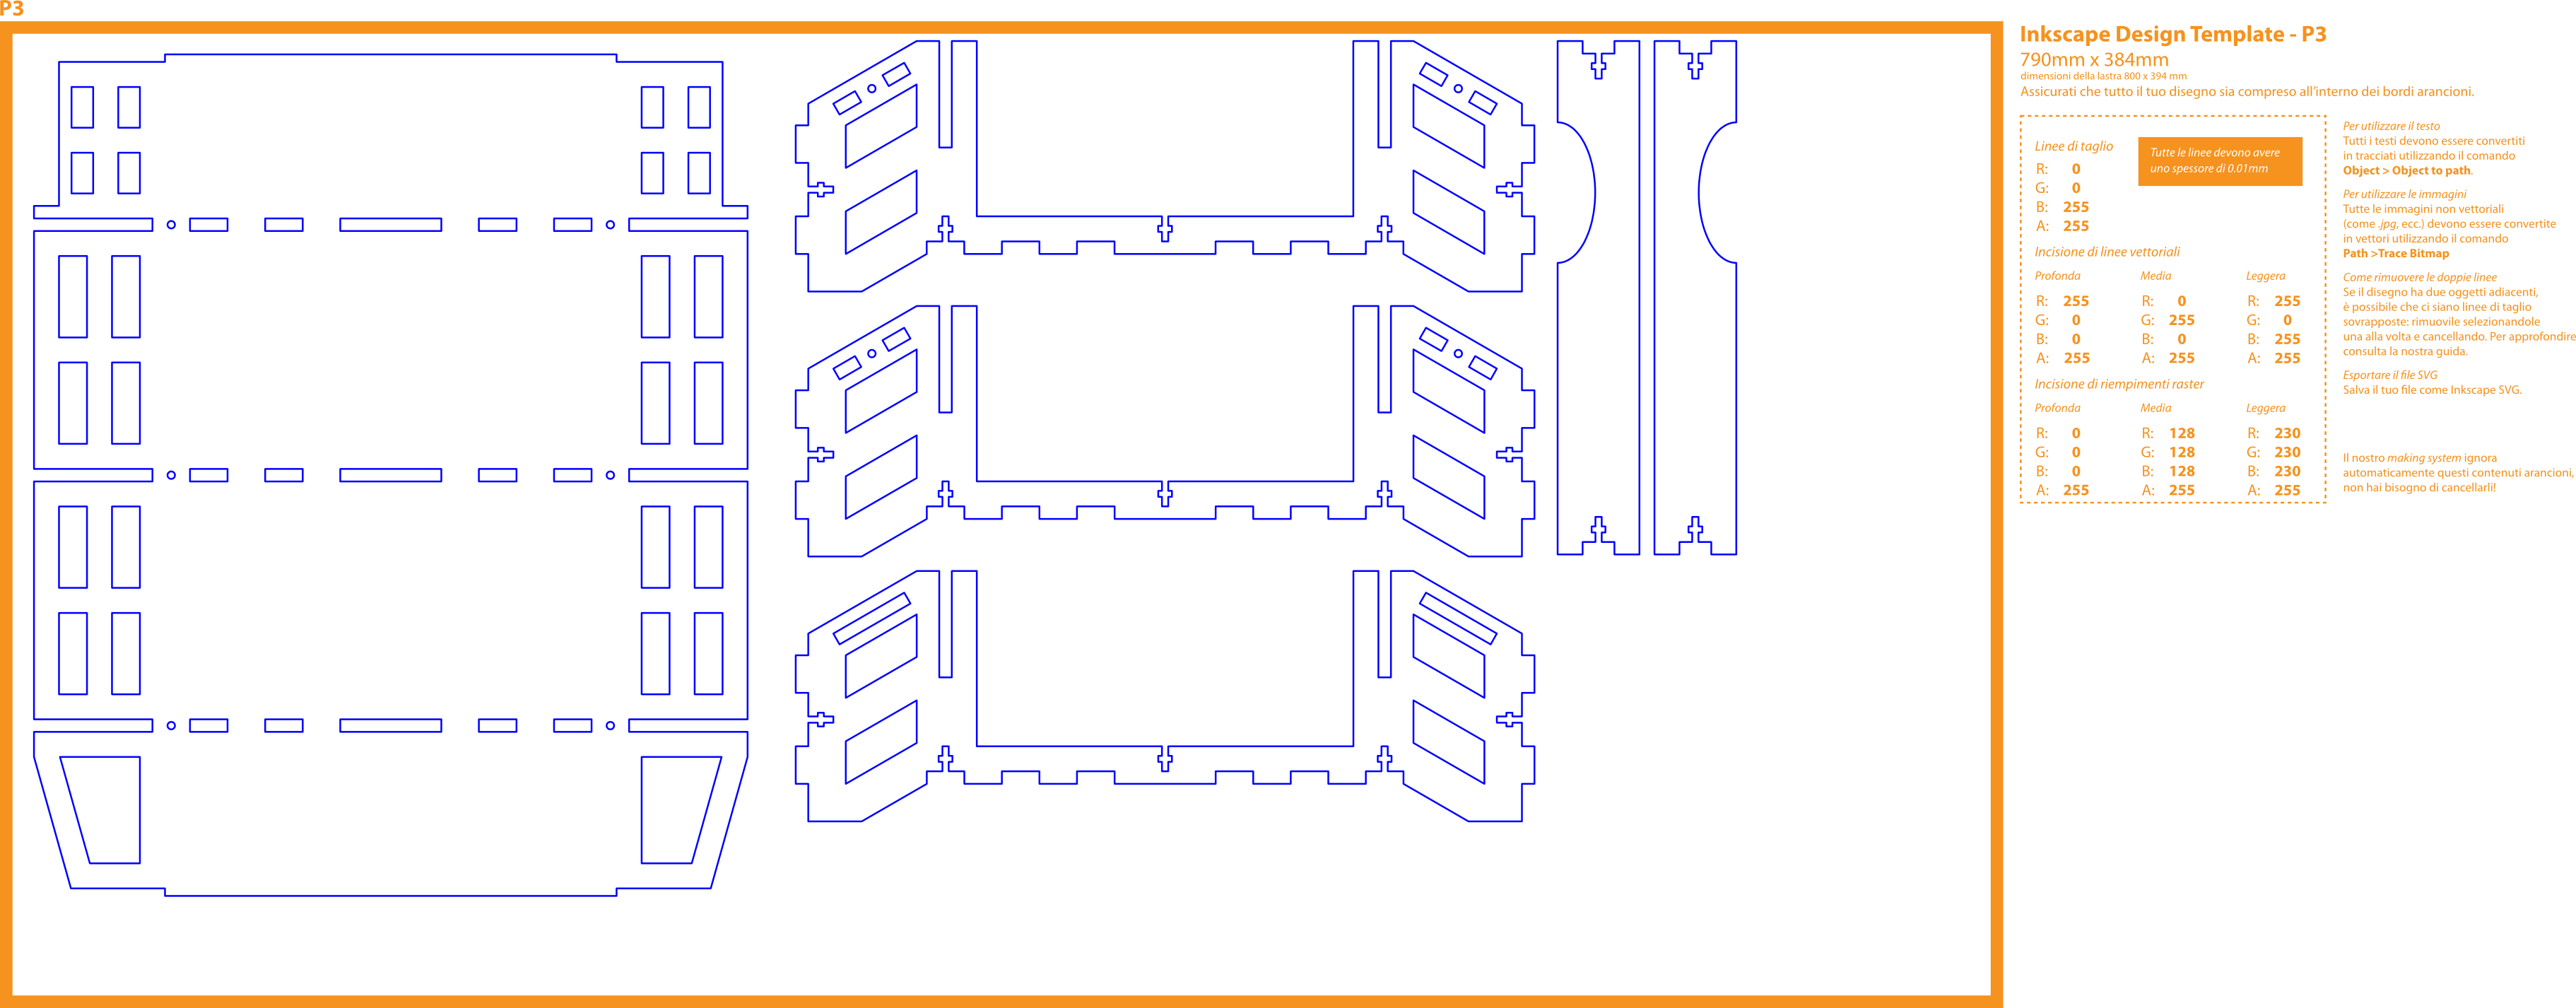 P3
Inkscape Design Template - P3
790mm x 384mm
dimensioni della lastra 800 x 394 mm
Assicurati che tutto il tuo disegno sia compreso all’interno dei bordi arancioni.
Linee di taglio
Tutte le linee devono avere
uno spessore di 0.01mm
R: 0
G: 0
B: 255
A: 255
Incisione di linee vettoriali
Profonda Media Leggera
R: 255 R: 0 R: 255
G: 0 G: 255 G: 0
B: 0 B: 0 B: 255
A: 255 A: 255 A: 255
Incisione di riempimenti raster
Profonda Media Leggera
R: 0 R: 128 R: 230
G: 0 G: 128 G: 230
B: 0 B: 128 B: 230
A: 255 A: 255 A: 255
Per utilizzare il testo
Tutti i testi devono essere convertiti
in tracciati utilizzando il comando
Object > Object to path.
Per utilizzare le immagini
Tutte le immagini non vettoriali
(come .jpg, ecc.) devono essere convertite
in vettori utilizzando il comando
Path >Trace Bitmap
Come rimuovere le doppie linee
Se il disegno ha due oggetti adiacenti,
è possibile che ci siano linee di taglio
sovrapposte: rimuovile selezionandole
una alla volta e cancellando. Per approfondire
consulta la nostra guida.
Esportare il file SVG
Salva il tuo file come Inkscape SVG.
Il nostro making system ignora
automaticamente questi contenuti arancioni,
non hai bisogno di cancellarli!